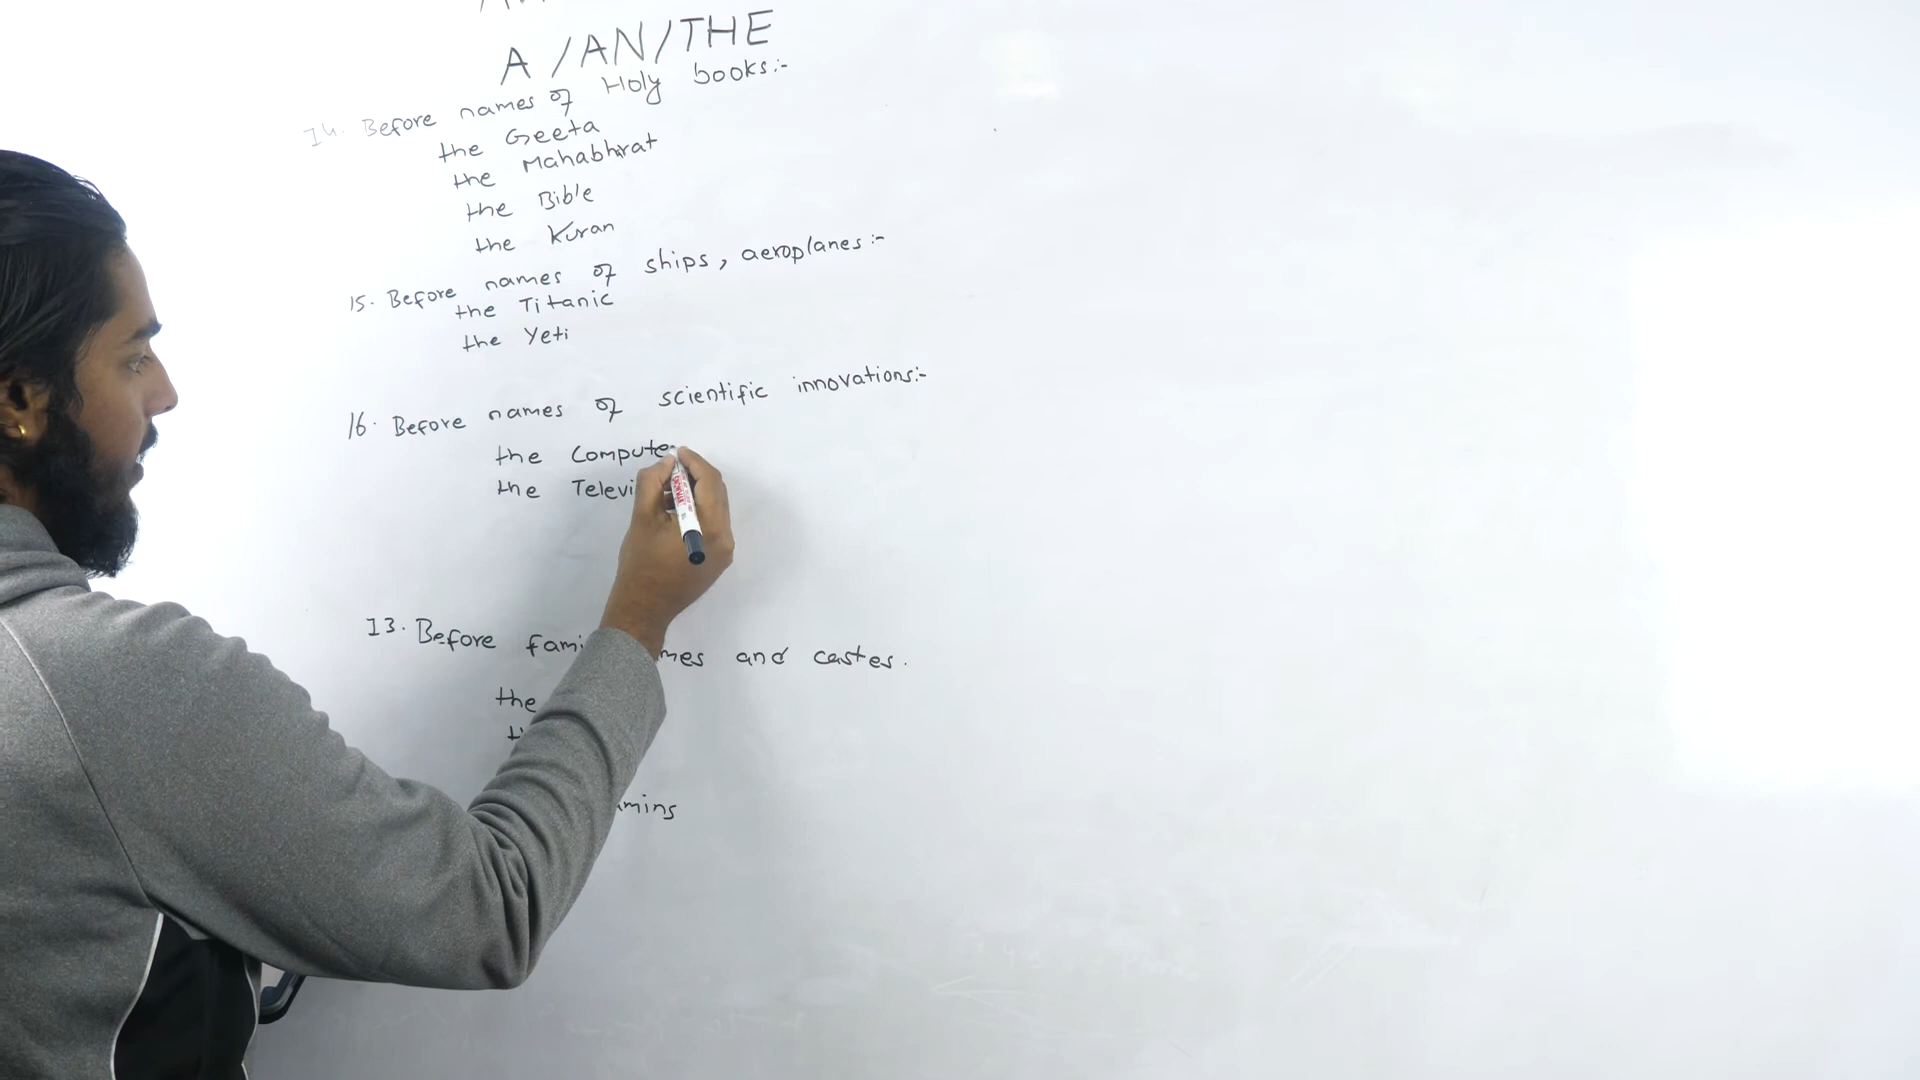 A/AN/THE
14. Before names of Holy books:-
the Geeta
the Mahabhrat
the Bible
the Kuran
15. Before names of ships, aeroplanes:-
the Titanic
the Yeti
16. Before names of scientific innovations:-
the Compute
the Televi
13. Before fami mes and castes.
the
mins